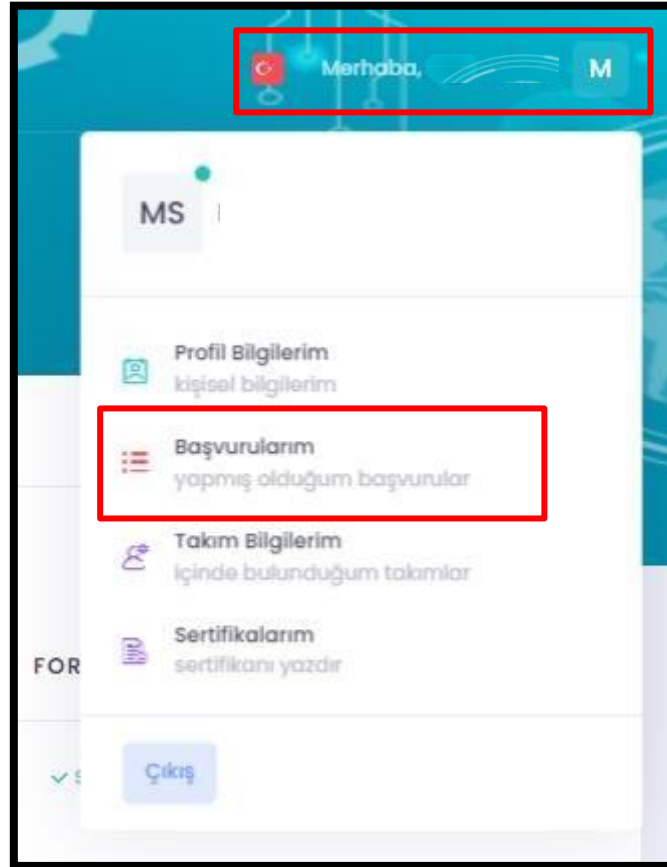 Merhaba,
M
MS
Profil Bilgilerim
kişisel bilgilerim
Başvurularım
yapmış olduğum başvurular
Takım Bilgilerim
içinde bulunduğum takımlar
Sertifikalarım
sertifikanı yazdır
FOR
Çıkış